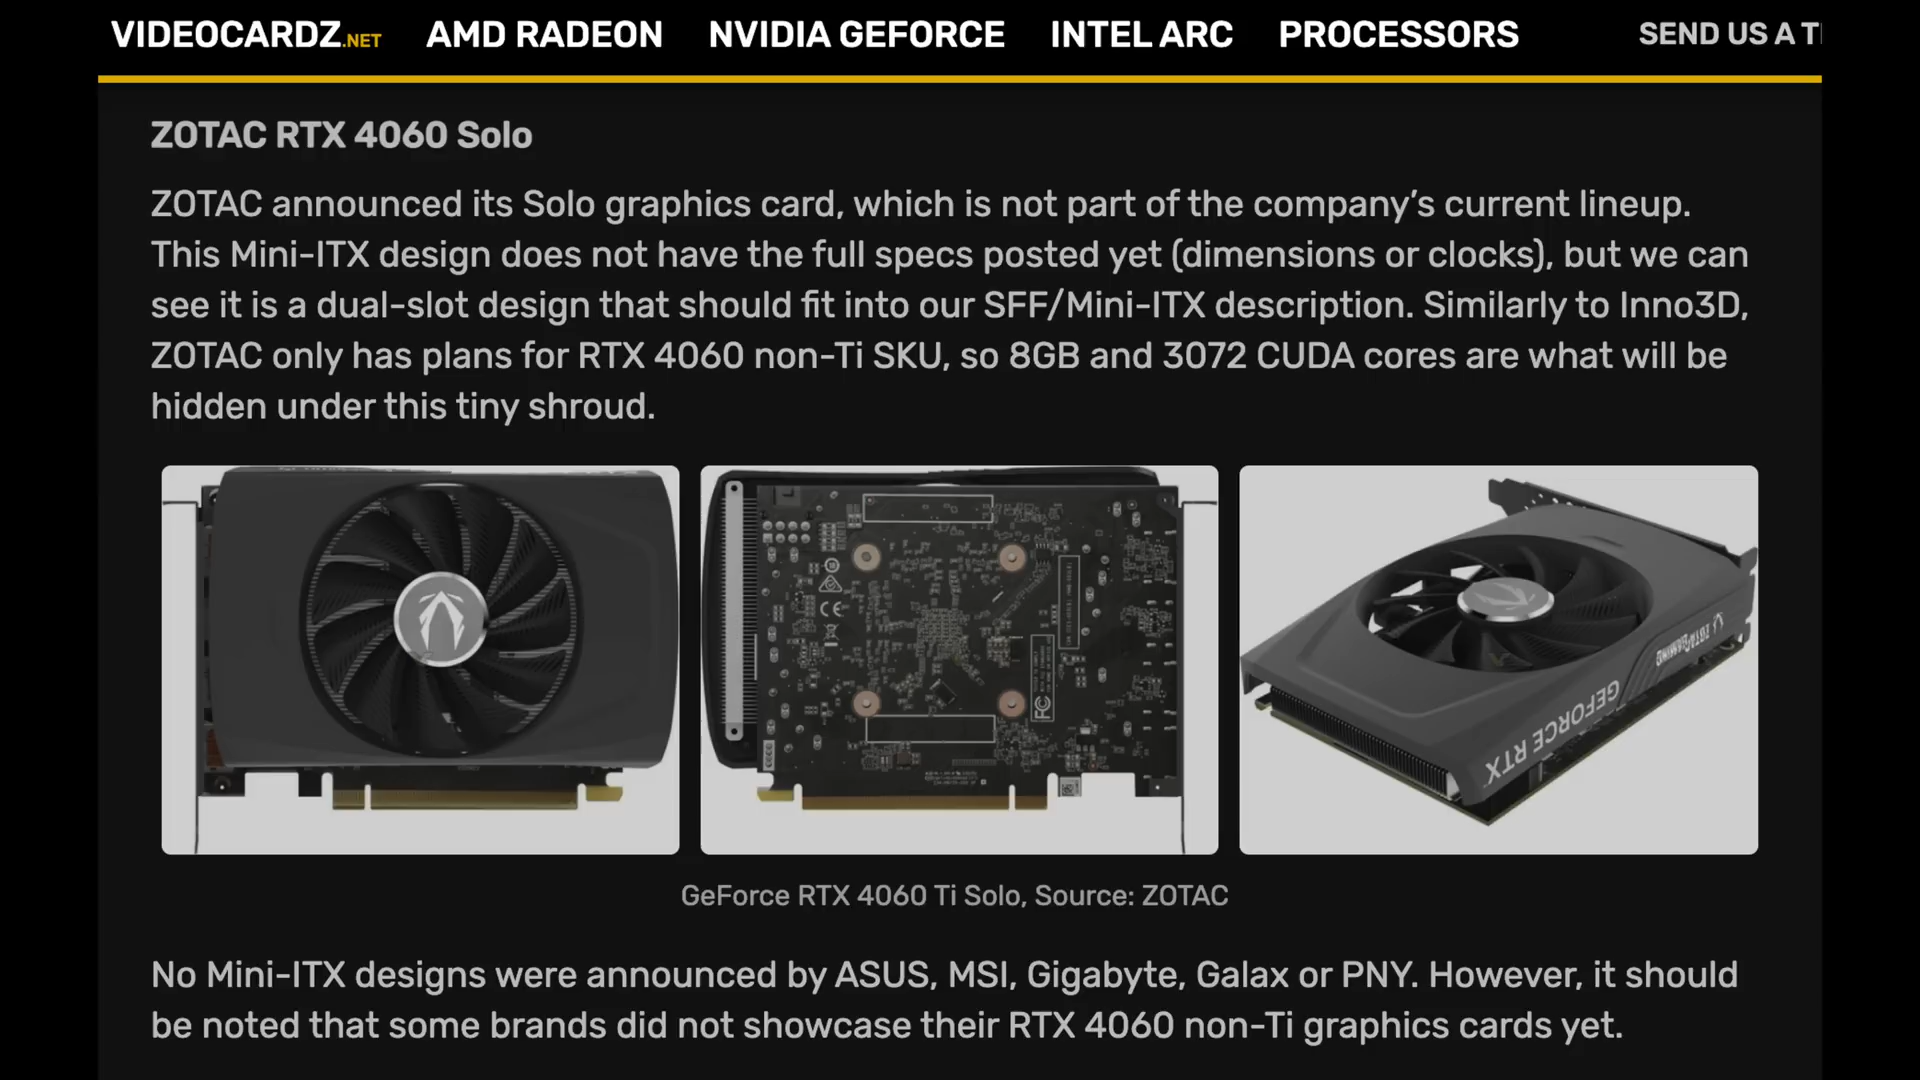 VIDEOCARDZ.NET AMD RADEON NVIDIA GEFORCE INTEL ARC PROCESSORS SEND US A
ZOTAC RTX 4060 Solo
ZOTAC announced its Solo graphics card, which is not part of the company’s current lineup.
This Mini-ITX design does not have the full specs posted yet (dimensions or clocks), but we can
see it is a dual-slot design that should fit into our SFF/Mini-ITX description. Similarly to Inno3D,
ZOTAC only has plans for RTX 4060 non-Ti SKU, so 8GB and 3072 CUDA cores are what will be
hidden under this tiny shroud.
CE
FC
ZOTAC GAMING
GEFORCE RTX
GeForce RTX 4060 Ti Solo, Source: ZOTAC
No Mini-ITX designs were announced by ASUS, MSI, Gigabyte, Galax or PNY. However, it should
be noted that some brands did not showcase their RTX 4060 non-Ti graphics cards yet.